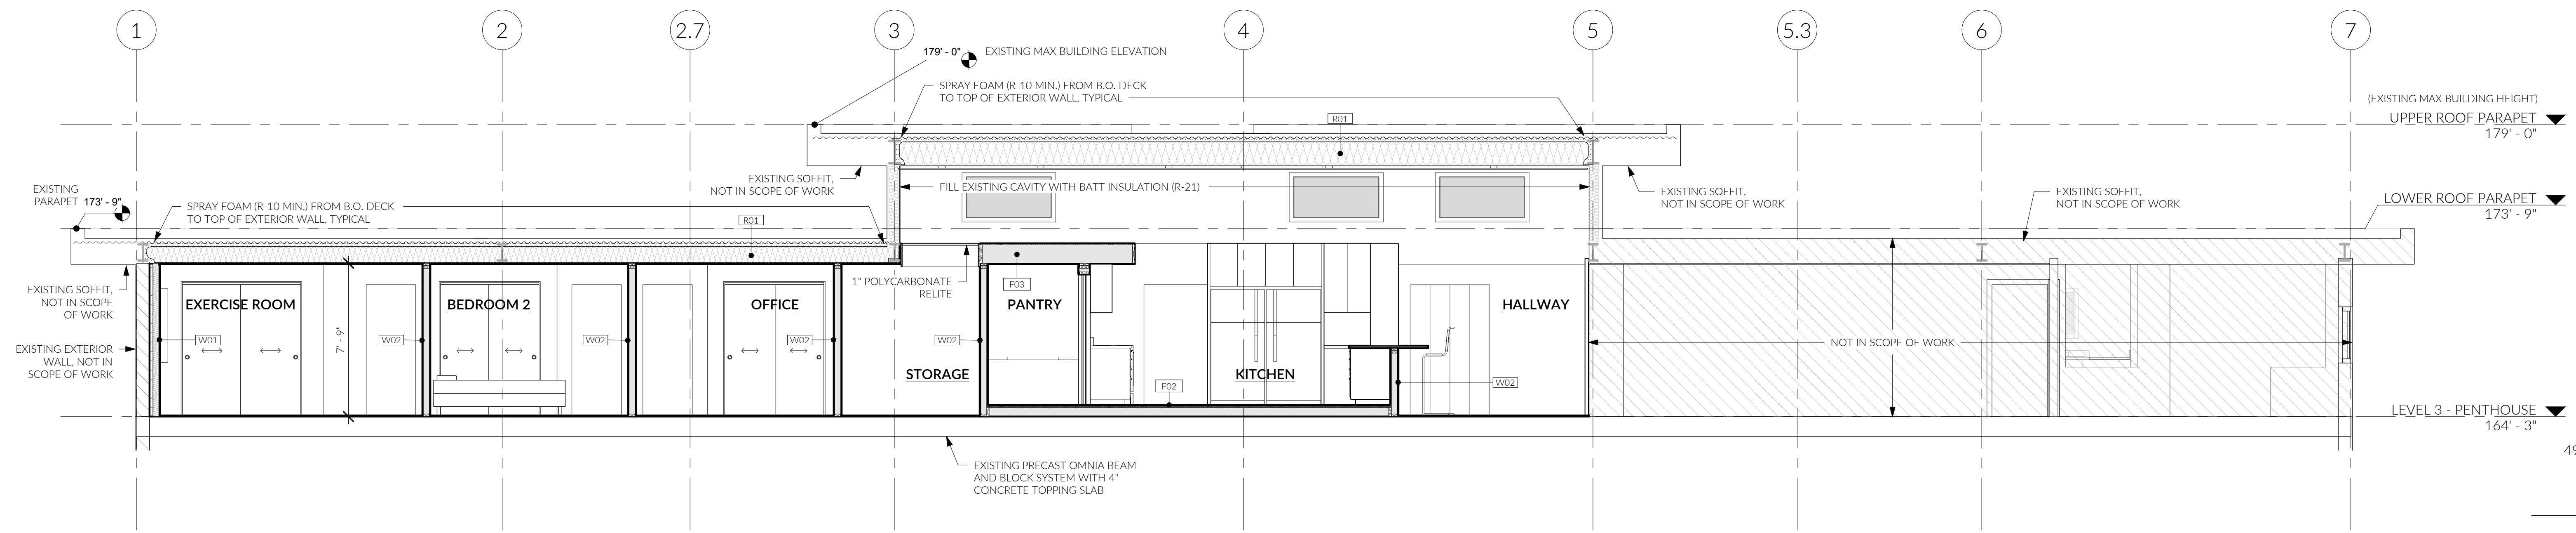 1
2
2.7
3
4
5
5.3
6
7
179' - 0"
EXISTING MAX BUILDING ELEVATION
SPRAY FOAM (R-10 MIN.) FROM B.O. DECK
TO TOP OF EXTERIOR WALL, TYPICAL
R01
(EXISTING MAX BUILDING HEIGHT)
UPPER ROOF PARAPET
179' - 0"
EXISTING SOFFIT,
NOT IN SCOPE OF WORK
FILL EXISTING CAVITY WITH BATT INSULATION (R-21)
EXISTING SOFFIT,
NOT IN SCOPE OF WORK
EXISTING SOFFIT,
NOT IN SCOPE OF WORK
LOWER ROOF PARAPET
173' - 9"
EXISTING
PARAPET
173' - 9"
SPRAY FOAM (R-10 MIN.) FROM B.O. DECK
TO TOP OF EXTERIOR WALL, TYPICAL
R01
EXISTING SOFFIT,
NOT IN SCOPE
OF WORK
1" POLYCARBONATE
RELITE
F03
EXERCISE ROOM
BEDROOM 2
OFFICE
PANTRY
HALLWAY
EXISTING EXTERIOR
WALL, NOT IN
SCOPE OF WORK
W01
7' - 9"
W02
W02
W02
W02
NOT IN SCOPE OF WORK
STORAGE
KITCHEN
F02
W02
LEVEL 3 - PENTHOUSE
164' - 3"
EXISTING PRECAST OMNIA BEAM
AND BLOCK SYSTEM WITH 4"
CONCRETE TOPPING SLAB